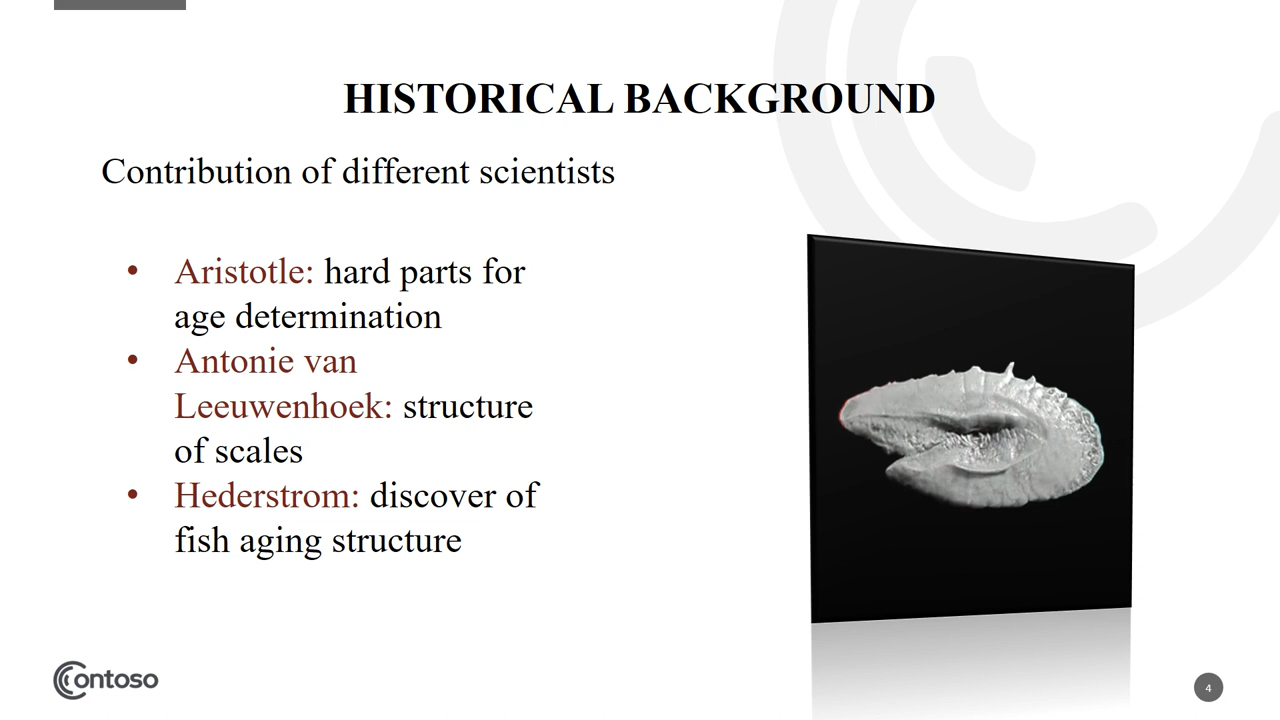 HISTORICAL BACKGROUND
Contribution of different scientists
• Aristotle: hard parts for
age determination
• Antonie van
Leeuwenhoek: structure
of scales
• Hederstrom: discover of
fish aging structure
Contoso
4